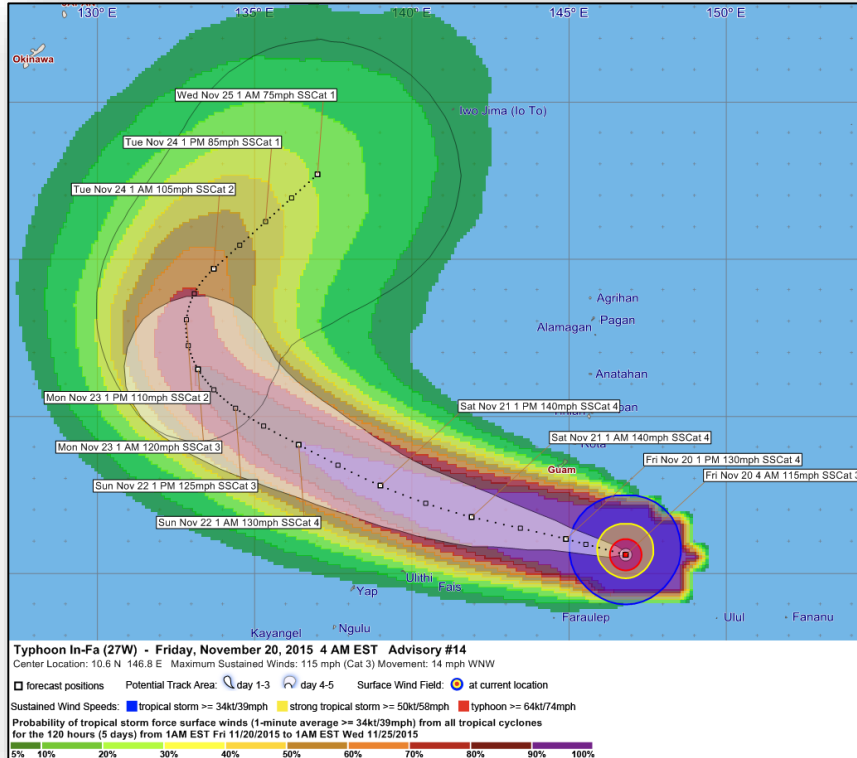 130° E 135° E 140° E 145° E 150° E
Okinawa
Wed Nov 25 1 AM 75mph SSCat 1
Iwo Jima (Io To)
Tue Nov 24 1 PM 85mph SSCat 1
Tue Nov 24 1 AM 105mph SSCat 2
Agrihan
Pagan
Alamagan
Anatahan
Mon Nov 23 1 PM 110mph SSCat 2
Sat Nov 21 1 PM 140mph SSCat 4
Sat Nov 21 1 AM 140mph SSCat 4
Mon Nov 23 1 AM 120mph SSCat 3
Rota
Fri Nov 20 1 PM 130mph SSCat 4
Guam
Fri Nov 20 4 AM 115mph SSCat 3
Sun Nov 22 1 PM 125mph SSCat 3
Sun Nov 22 1 AM 130mph SSCat 4
Ulithi
Yap
Fais
Faraulep
Ulul
Fananu
Kayangel
Ngulu
Typhoon In-Fa (27W) - Friday, November 20, 2015 4 AM EST Advisory #14
Center Location: 10.6 N 146.8 E Maximum Sustained Winds: 115 mph (Cat 3) Movement: 14 mph WNW
forecast positions Potential Track Area: day 1-3 day 4-5 Surface Wind Field: at current location
Sustained Wind Speeds: tropical storm >= 34kt/39mph strong tropical storm >= 50kt/58mph typhoon >= 64kt/74mph
Probability of tropical storm force surface winds (1-minute average >= 34kt/39mph) from all tropical cyclones
for the 120 hours (5 days) from 1AM EST Fri 11/20/2015 to 1AM EST Wed 11/25/2015
5% 10% 20% 30% 40% 50% 60% 70% 80% 90% 100%